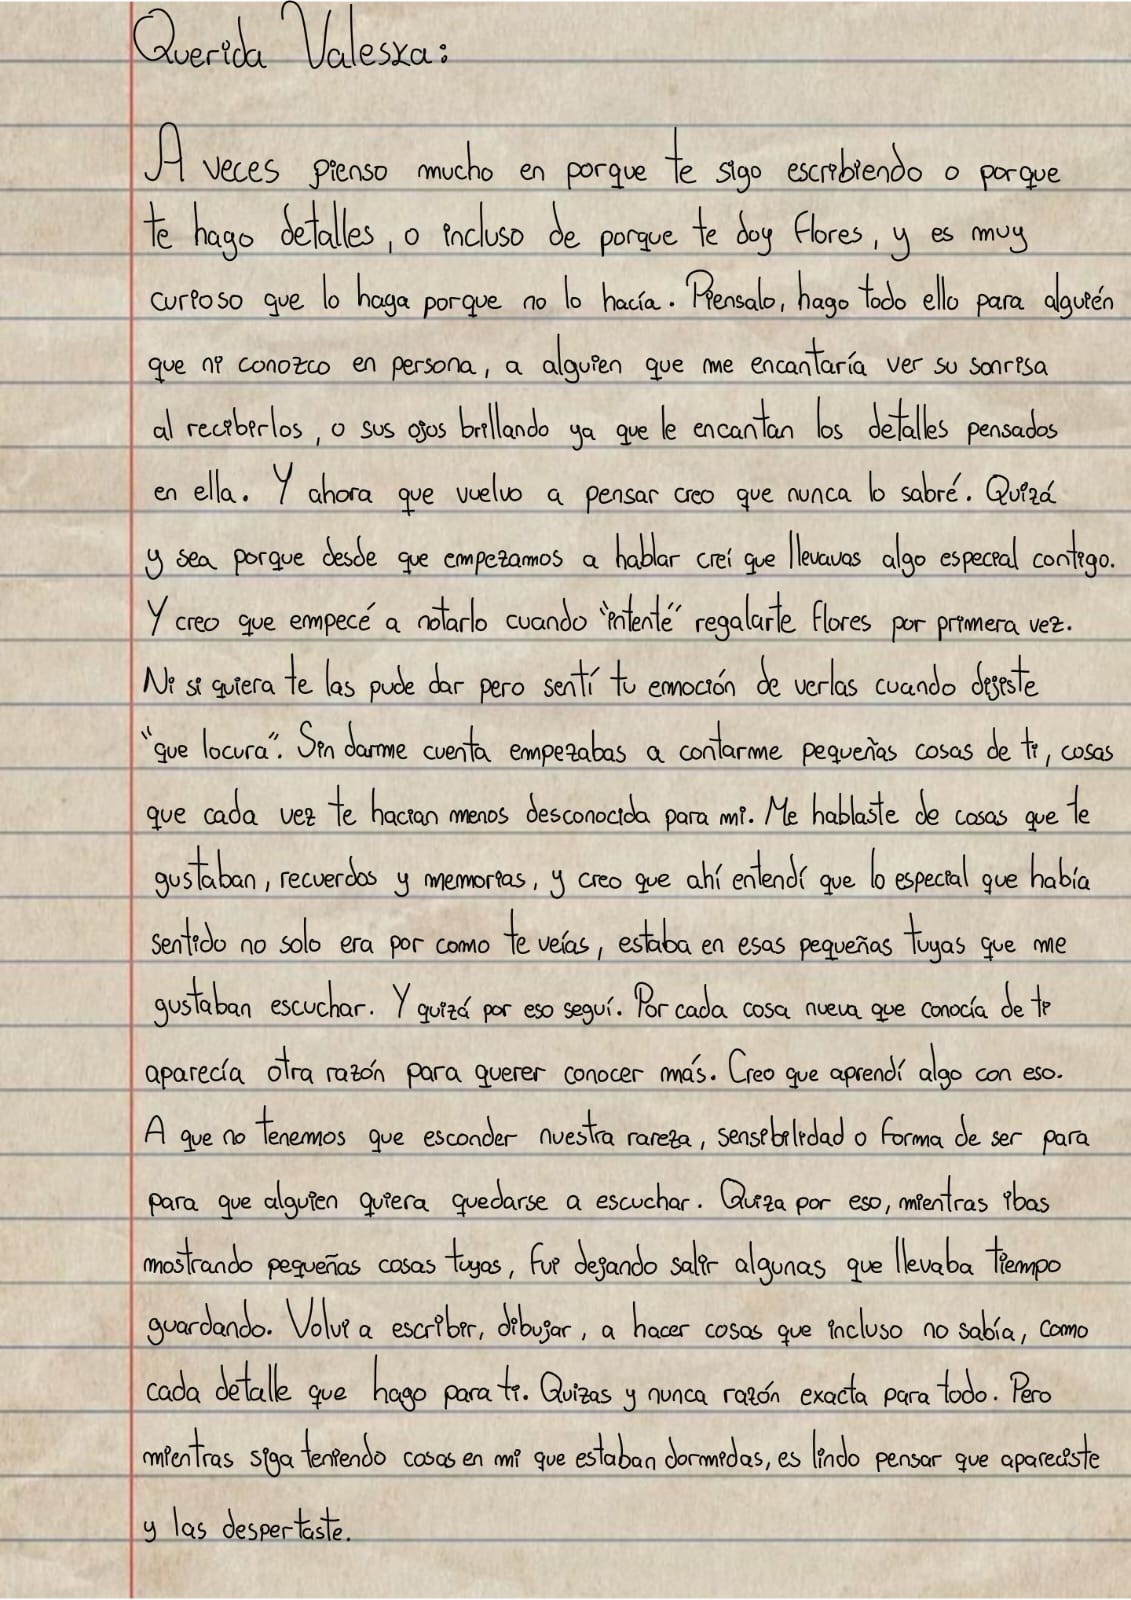 Querida Valeska:
A veces pienso mucho en porque te sigo escribiendo o porque
te hago detalles, o incluso de porque te doy flores, y es muy
curioso que lo haga porque no lo hacía. Piensalo, hago todo ello para alguién
que ni conozco en persona, a alguien que me encantaría ver su sonrisa
al recibirlos, o sus ojos brillando ya que le encantan los detalles pensados
en ella. Y ahora que vuelvo a pensar creo que nunca lo sabré. Quizá
y sea porque desde que empezamos a hablar creí que llevavas algo especial contigo.
Y creo que empecé a notarlo cuando "intenté" regalarte flores por primera vez.
Ni si quiera te las pude dar pero sentí tu emoción de verlas cuando dijiste
"que locura". Sin darme cuenta empezabas a contarme pequeñas cosas de ti, cosas
que cada vez te hacian menos desconocida para mi. Me hablaste de cosas que te
gustaban, recuerdos y memorias, y creo que ahí entendí que lo especial que había
sentido no solo era por como te veías, estaba en esas pequeñas tuyas que me
gustaban escuchar. Y quizá por eso seguí. Por cada cosa nueva que conocía de ti
aparecía otra razón para querer conocer más. Creo que aprendí algo con eso.
A que no tenemos que esconder nuestra rareza, sensibilidad o forma de ser para
para que alguien quiera quedarse a escuchar. Quiza por eso, mientras ibas
mostrando pequeñas cosas tuyas, fui dejando salir algunas que llevaba tiempo
guardando. Volvi a escribir, dibujar, a hacer cosas que incluso no sabía, como
cada detalle que hago para ti. Quizas y nunca razón exacta para todo. Pero
mientras siga teniendo cosas en mi que estaban dormidas, es lindo pensar que apareciste
y las despertaste.